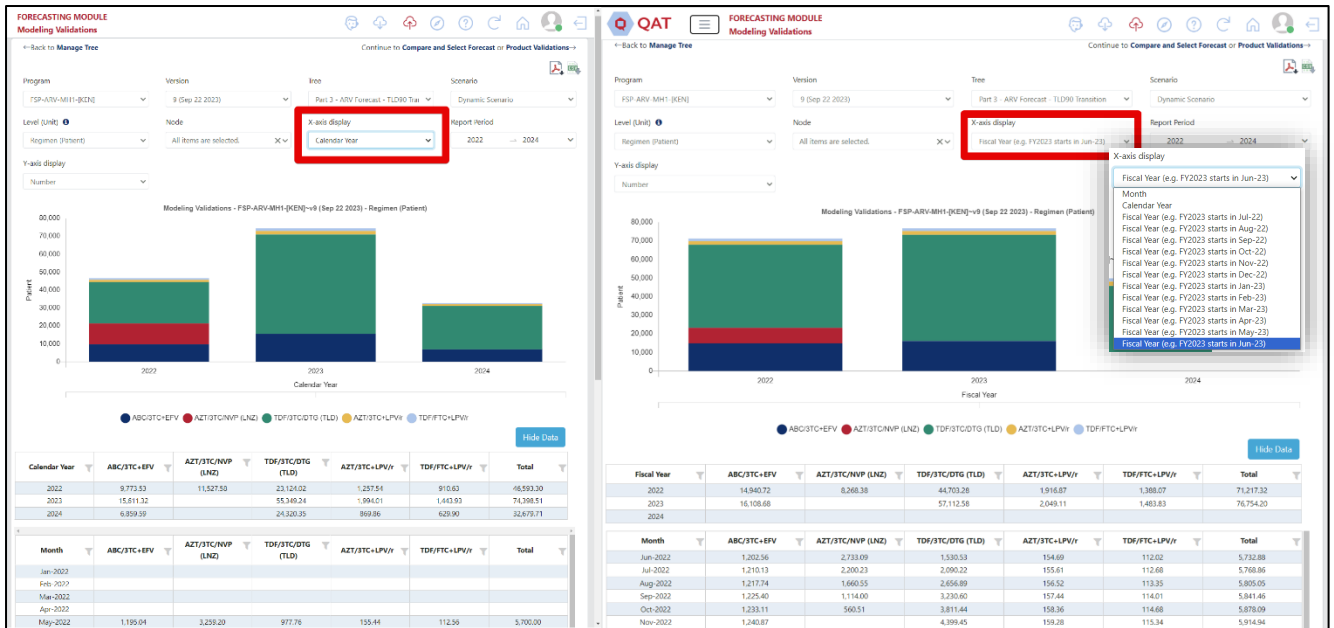 FORECASTING MODULE
Modeling Validations
←Back to Manage Tree
Continue to Compare and Select Forecast or Product Validations→
Program
Version
Tree
Scenario
FSP-ARV-MH1-[KEN]
9 (Sep 22 2023)
Part 3 - ARV Forecast - TLD90 Tran
Dynamic Scenario
Level (Unit)
Node
X-axis display
Report Period
Regimen (Patient)
All items are selected.
Calendar Year
2022 → 2024
Y-axis display
Number
Modeling Validations - FSP-ARV-MH1-[KEN]~v9 (Sep 22 2023) - Regimen (Patient)
80,000
70,000
60,000
50,000
40,000
30,000
20,000
10,000
0
Patient
2022 2023 2024
Calendar Year
ABC/3TC+EFV AZT/3TC/NVP (LNZ) TDF/3TC/DTG (TLD) AZT/3TC+LPV/r TDF/FTC+LPV/r
Hide Data
Calendar Year ABC/3TC+EFV AZT/3TC/NVP (LNZ) TDF/3TC/DTG (TLD) AZT/3TC+LPV/r TDF/FTC+LPV/r Total
2022 9,773.53 11,527.50 23,124.02 1,257.54 910.63 46,593.30
2023 15,611.32 55,349.24 1,994.01 1,443.93 74,398.51
2024 6,859.59 24,320.35 869.86 629.90 32,679.71
Month ABC/3TC+EFV AZT/3TC/NVP (LNZ) TDF/3TC/DTG (TLD) AZT/3TC+LPV/r TDF/FTC+LPV/r Total
Jan-2022
Feb-2022
Mar-2022
Apr-2022
May-2022 1,195.04 3,259.20 977.76 155.44 112.56 5,700.00
QAT
FORECASTING MODULE
Modeling Validations
←Back to Manage Tree
Continue to Compare and Select Forecast or Product Validations→
Program
Version
Tree
Scenario
FSP-ARV-MH1-[KEN]
9 (Sep 22 2023)
Part 3 - ARV Forecast - TLD90 Transition
Dynamic Scenario
Level (Unit)
Node
X-axis display
Report Period
Regimen (Patient)
All items are selected.
Fiscal Year (e.g. FY2023 starts in Jun-23)
2022 → 2024
Y-axis display
Number
X-axis display
Fiscal Year (e.g. FY2023 starts in Jun-23)
Month
Calendar Year
Fiscal Year (e.g. FY2023 starts in Jul-22)
Fiscal Year (e.g. FY2023 starts in Aug-22)
Fiscal Year (e.g. FY2023 starts in Sep-22)
Fiscal Year (e.g. FY2023 starts in Oct-22)
Fiscal Year (e.g. FY2023 starts in Nov-22)
Fiscal Year (e.g. FY2023 starts in Dec-22)
Fiscal Year (e.g. FY2023 starts in Jan-23)
Fiscal Year (e.g. FY2023 starts in Feb-23)
Fiscal Year (e.g. FY2023 starts in Mar-23)
Fiscal Year (e.g. FY2023 starts in Apr-23)
Fiscal Year (e.g. FY2023 starts in May-23)
Fiscal Year (e.g. FY2023 starts in Jun-23)
Modeling Validations - FSP-ARV-MH1-[KEN]~v9 (Sep 22 2023) - Regimen (Patient)
80,000
70,000
60,000
50,000
40,000
30,000
20,000
10,000
0
Patient
2022 2023 2024
Fiscal Year
ABC/3TC+EFV AZT/3TC/NVP (LNZ) TDF/3TC/DTG (TLD) AZT/3TC+LPV/r TDF/FTC+LPV/r
Hide Data
Fiscal Year ABC/3TC+EFV AZT/3TC/NVP (LNZ) TDF/3TC/DTG (TLD) AZT/3TC+LPV/r TDF/FTC+LPV/r Total
2022 14,940.72 8,268.38 44,703.28 1,916.87 1,388.07 71,217.32
2023 16,108.68 57,112.58 2,049.11 1,483.83 76,754.20
2024
Month ABC/3TC+EFV AZT/3TC/NVP (LNZ) TDF/3TC/DTG (TLD) AZT/3TC+LPV/r TDF/FTC+LPV/r Total
Jun-2022 1,202.56 2,733.09 1,530.53 154.69 112.02 5,732.88
Jul-2022 1,210.13 2,200.23 2,090.22 155.61 112.68 5,768.86
Aug-2022 1,217.74 1,660.55 2,656.89 156.52 113.35 5,805.05
Sep-2022 1,225.40 1,114.00 3,230.60 157.44 114.01 5,841.46
Oct-2022 1,233.11 560.51 3,811.44 158.36 114.68 5,878.09
Nov-2022 1,240.87 4,399.45 159.28 115.34 5,914.94